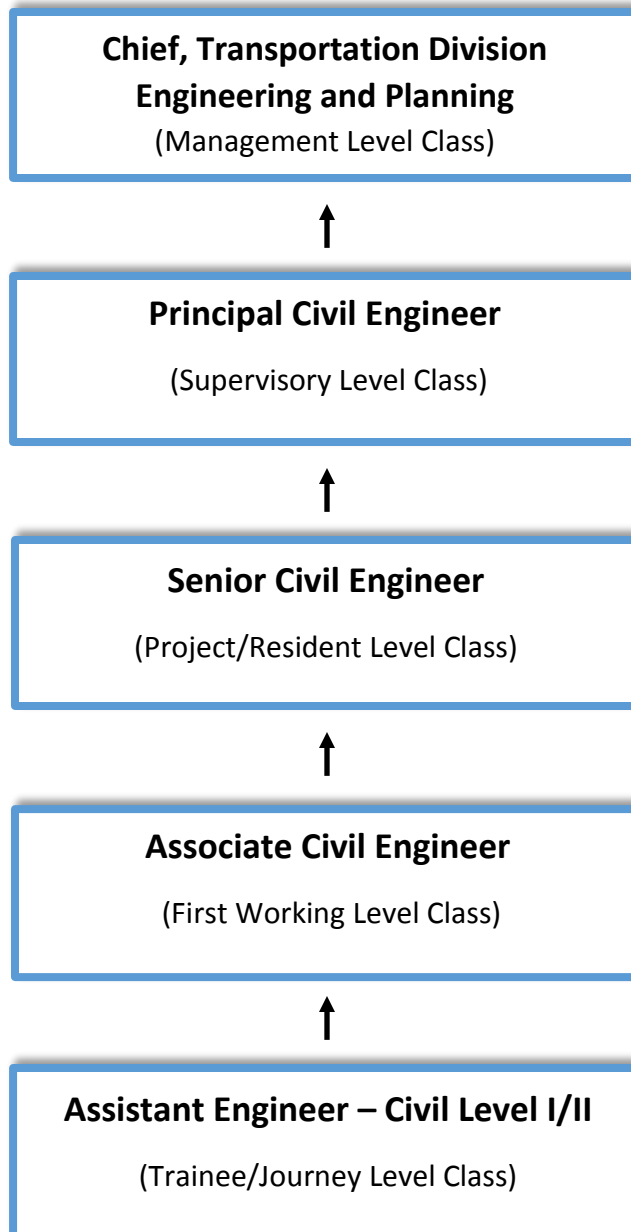 Chief, Transportation Division
Engineering and Planning
(Management Level Class)
Principal Civil Engineer
(Supervisory Level Class)
Senior Civil Engineer
(Project/Resident Level Class)
Associate Civil Engineer
(First Working Level Class)
Assistant Engineer – Civil Level I/II
(Trainee/Journey Level Class)